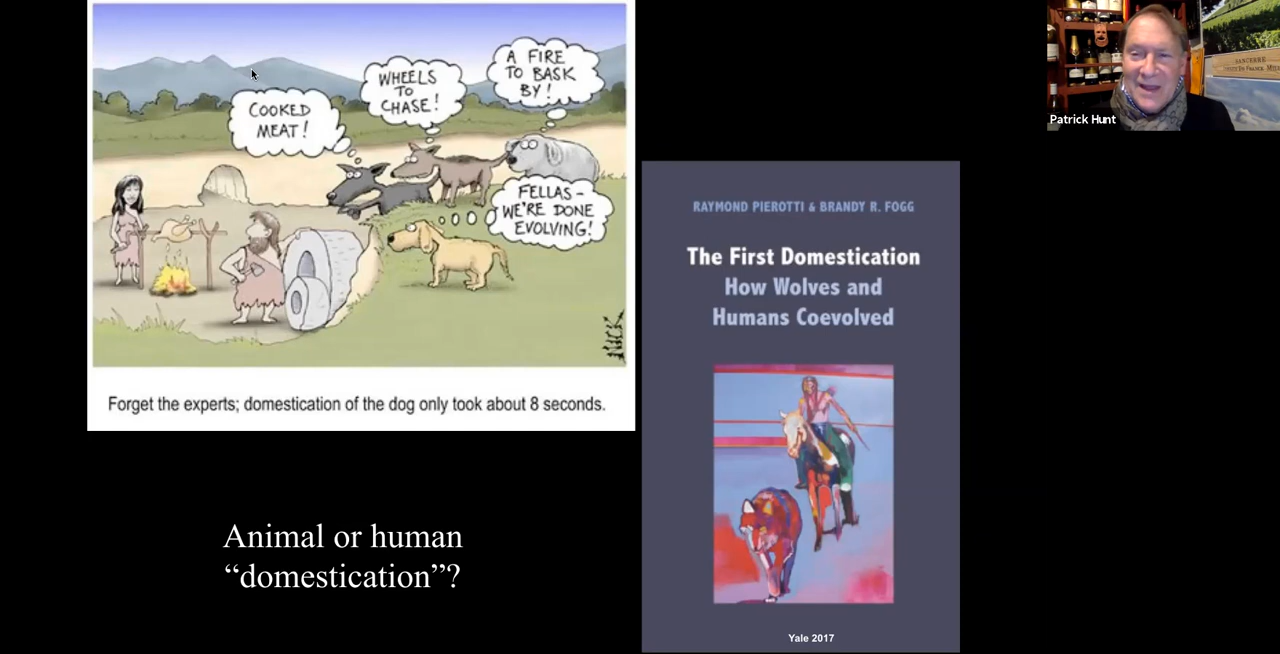 COOKED
MEAT!
WHEELS
TO
CHASE!
A FIRE
TO BASK
BY!
FELLAS-
WE'RE DONE
EVOLVING!
NICK
Forget the experts; domestication of the dog only took about 8 seconds.
Animal or human
“domestication”?
RAYMOND PIEROTTI & BRANDY R. FOGG
The First Domestication
How Wolves and
Humans Coevolved
Yale 2017
SANCERRE
Patrick Hunt